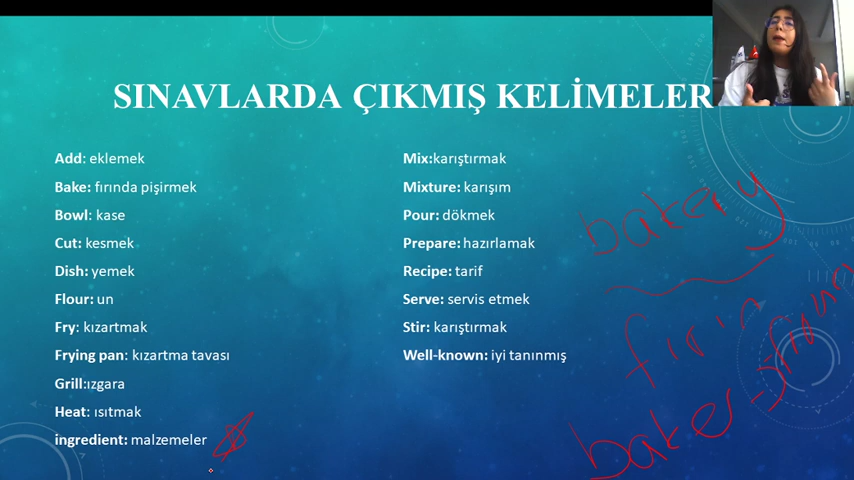 SINAVLARDA ÇIKMIŞ KELİMELER
Add: eklemek
Bake: fırında pişirmek
Bowl: kase
Cut: kesmek
Dish: yemek
Flour: un
Fry: kızartmak
Frying pan: kızartma tavası
Grill:ızgara
Heat: ısıtmak
ingredient: malzemeler
Mix:karıştırmak
Mixture: karışım
Pour: dökmek
Prepare: hazırlamak
Recipe: tarif
Serve: servis etmek
Stir: karıştırmak
Well-known: iyi tanınmış
bakery
fırın
baker